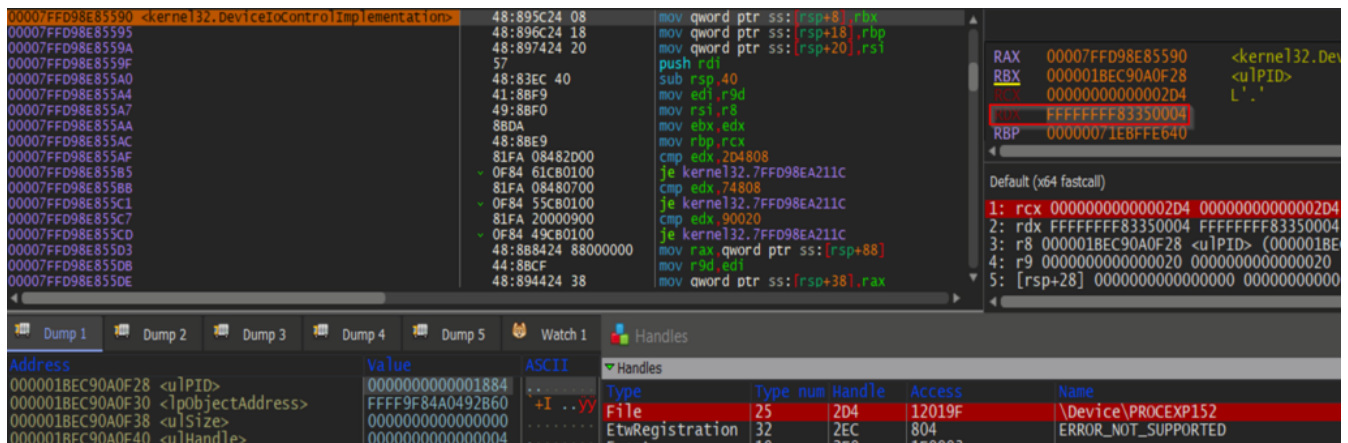 00007FFD98E85590 <kernel32.DeviceIoControlImplementation> 48:895C24 08 mov qword ptr ss:[rsp+8],rbx
00007FFD98E85595 48:896C24 18 mov qword ptr ss:[rsp+18],rbp
00007FFD98E8559A 48:897424 20 mov qword ptr ss:[rsp+20],rsi
00007FFD98E8559F 57 push rdi
00007FFD98E855A0 48:83EC 40 sub rsp,40
00007FFD98E855A4 41:8BF9 mov edi,r9d
00007FFD98E855A7 49:8BF0 mov rsi,r8
00007FFD98E855AA 8BDA mov ebx,edx
00007FFD98E855AC 48:8BE9 mov rbp,rcx
00007FFD98E855AF 81FA 08482D00 cmp edx,2D4808
00007FFD98E855B5 0F84 61CB0100 je kernel32.7FFD98EA211C
00007FFD98E855BB 81FA 08480700 cmp edx,74808
00007FFD98E855C1 0F84 55CB0100 je kernel32.7FFD98EA211C
00007FFD98E855C7 81FA 20000900 cmp edx,90020
00007FFD98E855CD 0F84 49CB0100 je kernel32.7FFD98EA211C
00007FFD98E855D3 48:8B8424 88000000 mov rax,qword ptr ss:[rsp+88]
00007FFD98E855DB 44:8BCF mov r9d,edi
00007FFD98E855DE 48:894424 38 mov qword ptr ss:[rsp+38],rax
RAX 00007FFD98E85590 <kernel32.Dev
RBX 000001BEC90A0F28 <ulPID>
RCX 00000000000002D4 L'.'
FFFFFFFF83350004
RBP 00000071EBFFE640
Default (x64 fastcall)
1: rcx 00000000000002D4 00000000000002D4
2: rdx FFFFFFFF83350004 FFFFFFFF83350004
3: r8 000001BEC90A0F28 <ulPID> (000001BE
4: r9 0000000000000020 0000000000000020
5: [rsp+28] 0000000000000000 00000000000
Dump 1 Dump 2 Dump 3 Dump 4 Dump 5 Watch 1
Address Value ASCII
000001BEC90A0F28 <ulPID> 0000000000001884 ........
000001BEC90A0F30 <lpObjectAddress> FFFF9F84A0492B60 `+I ..ÿÿ
000001BEC90A0F38 <ulSize> 0000000000000000 ........
000001BEC90A0F40 <ulHandle> 0000000000000004
Handles
Handles
Type Type num Handle Access Name
File 25 2D4 12019F \Device\PROCEXP152
EtwRegistration 32 2EC 804 ERROR_NOT_SUPPORTED